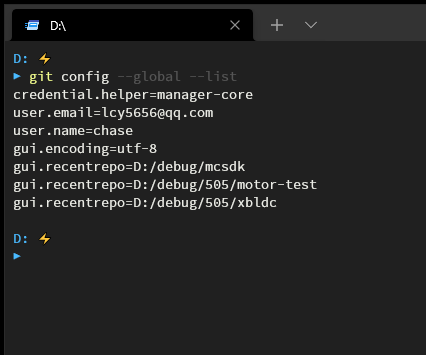 D:\
D: ⚡
► git config --global --list
credential.helper=manager-core
user.email=lcy5656@qq.com
user.name=chase
gui.encoding=utf-8
gui.recentrepo=D:/debug/mcsdk
gui.recentrepo=D:/debug/505/motor-test
gui.recentrepo=D:/debug/505/xbldc
D: ⚡
►